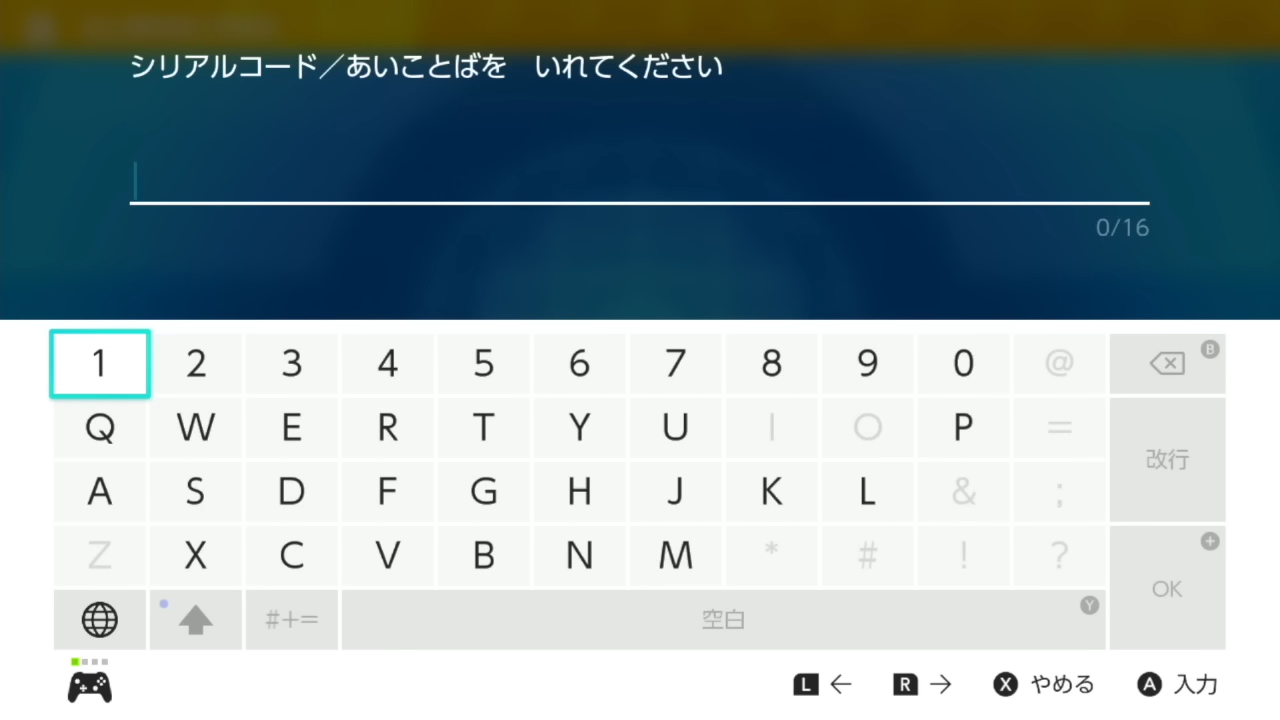 シリアルコード／あいことばを　いれてください
0/16
1 2 3 4 5 6 7 8 9 0 @ B
Q W E R T Y U I O P = 改行
A S D F G H J K L & ;
Z X C V B N M * # ! ? + OK
#+= 空白 Y
L ← R → X やめる A 入力